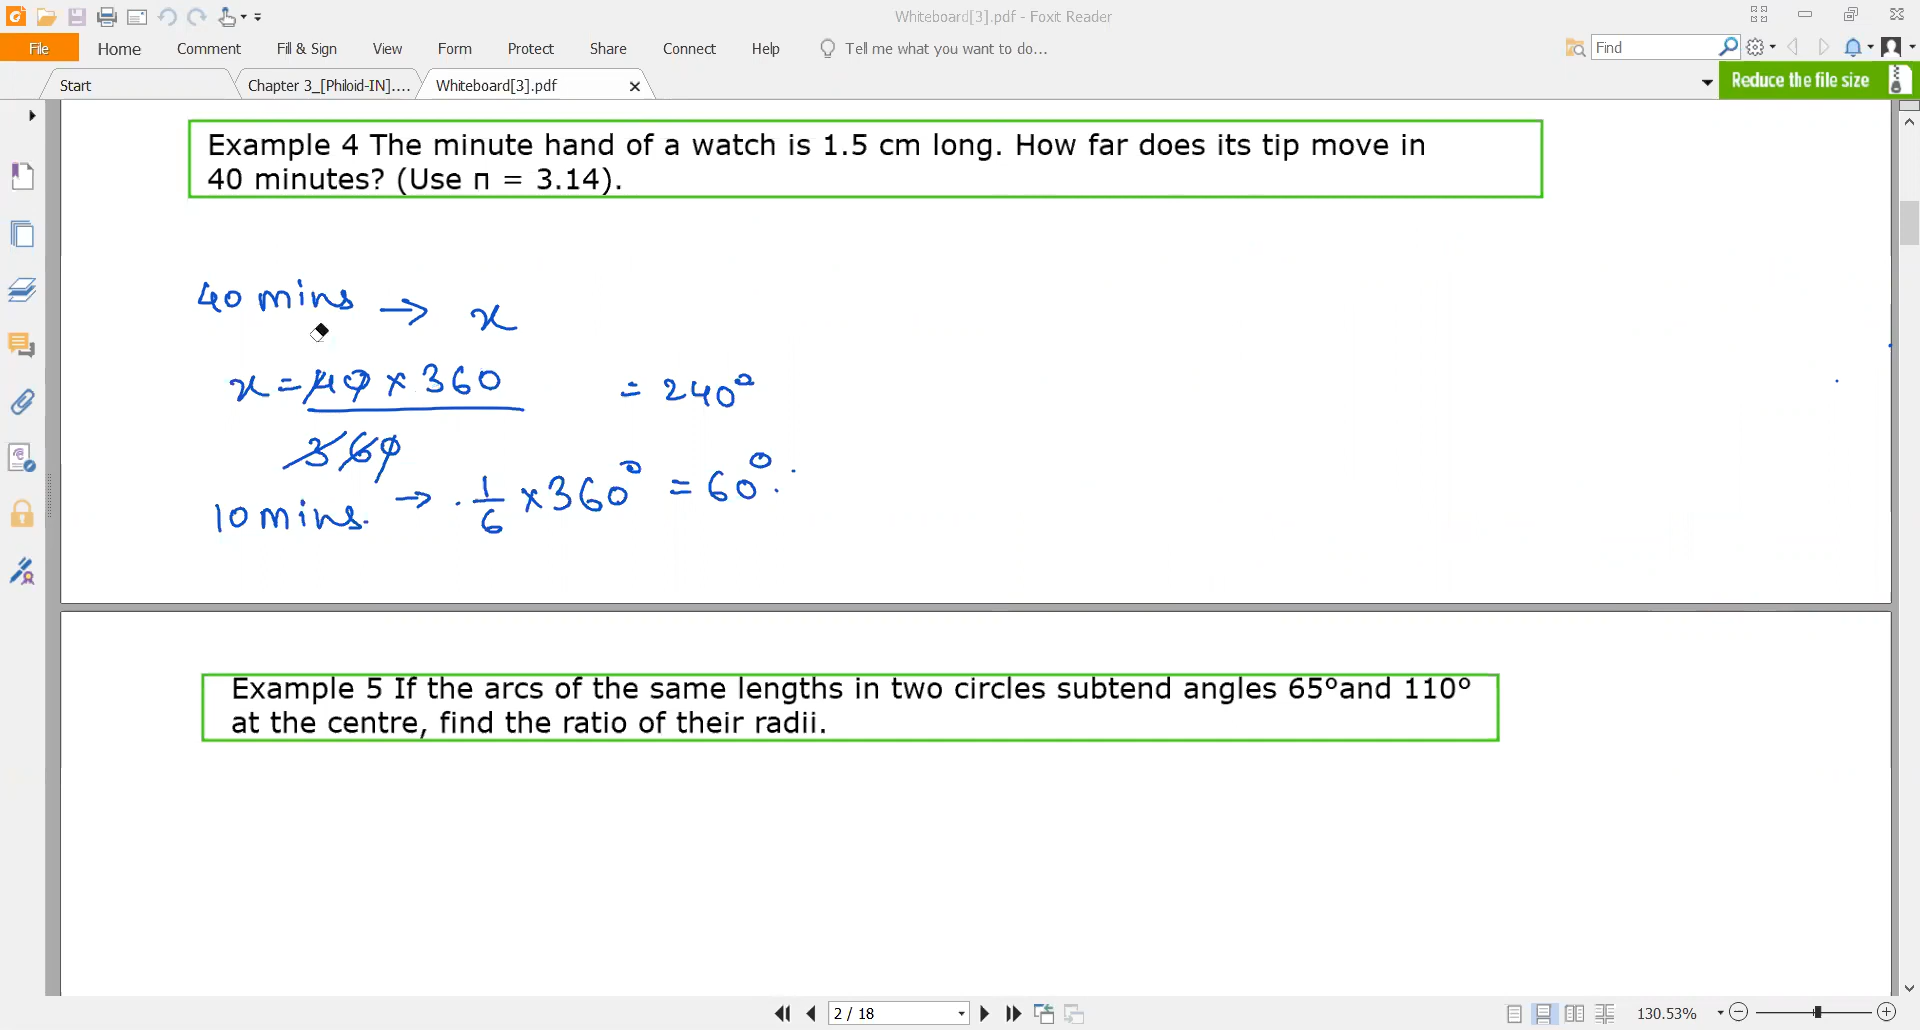 Whiteboard[3].pdf - Foxit Reader
File Home Comment Fill & Sign View Form Protect Share Connect Help Tell me what you want to do... Find
Start Chapter 3_[Philoid-IN].... Whiteboard[3].pdf Reduce the file size
Example 4 The minute hand of a watch is 1.5 cm long. How far does its tip move in
40 minutes? (Use π = 3.14).
40 mins → x
x = 40 × 360 = 240°
360
10 mins. → 1/6 × 360° = 60°.
Example 5 If the arcs of the same lengths in two circles subtend angles 65°and 110°
at the centre, find the ratio of their radii.
2 / 18 130.53%